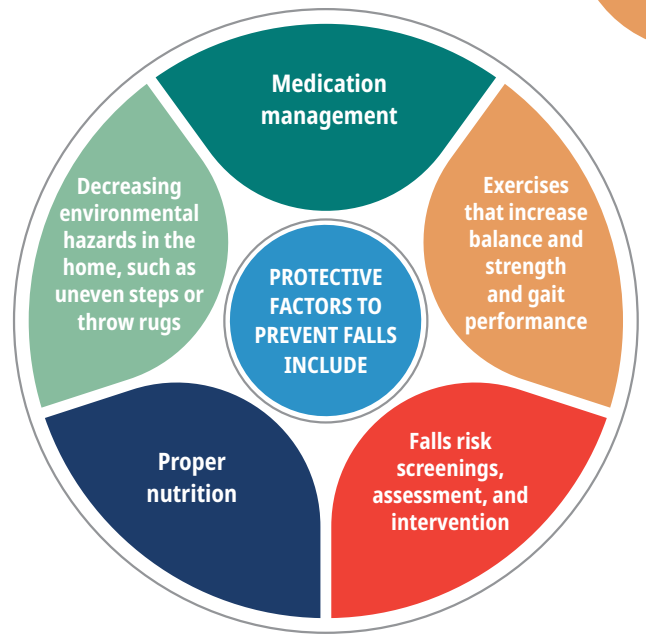 Medication
management
Exercises
that increase
balance and
strength
and gait
performance
Falls risk
screenings,
assessment, and
intervention
Proper
nutrition
Decreasing
environmental
hazards in the
home, such as
uneven steps or
throw rugs
PROTECTIVE
FACTORS TO
PREVENT FALLS
INCLUDE